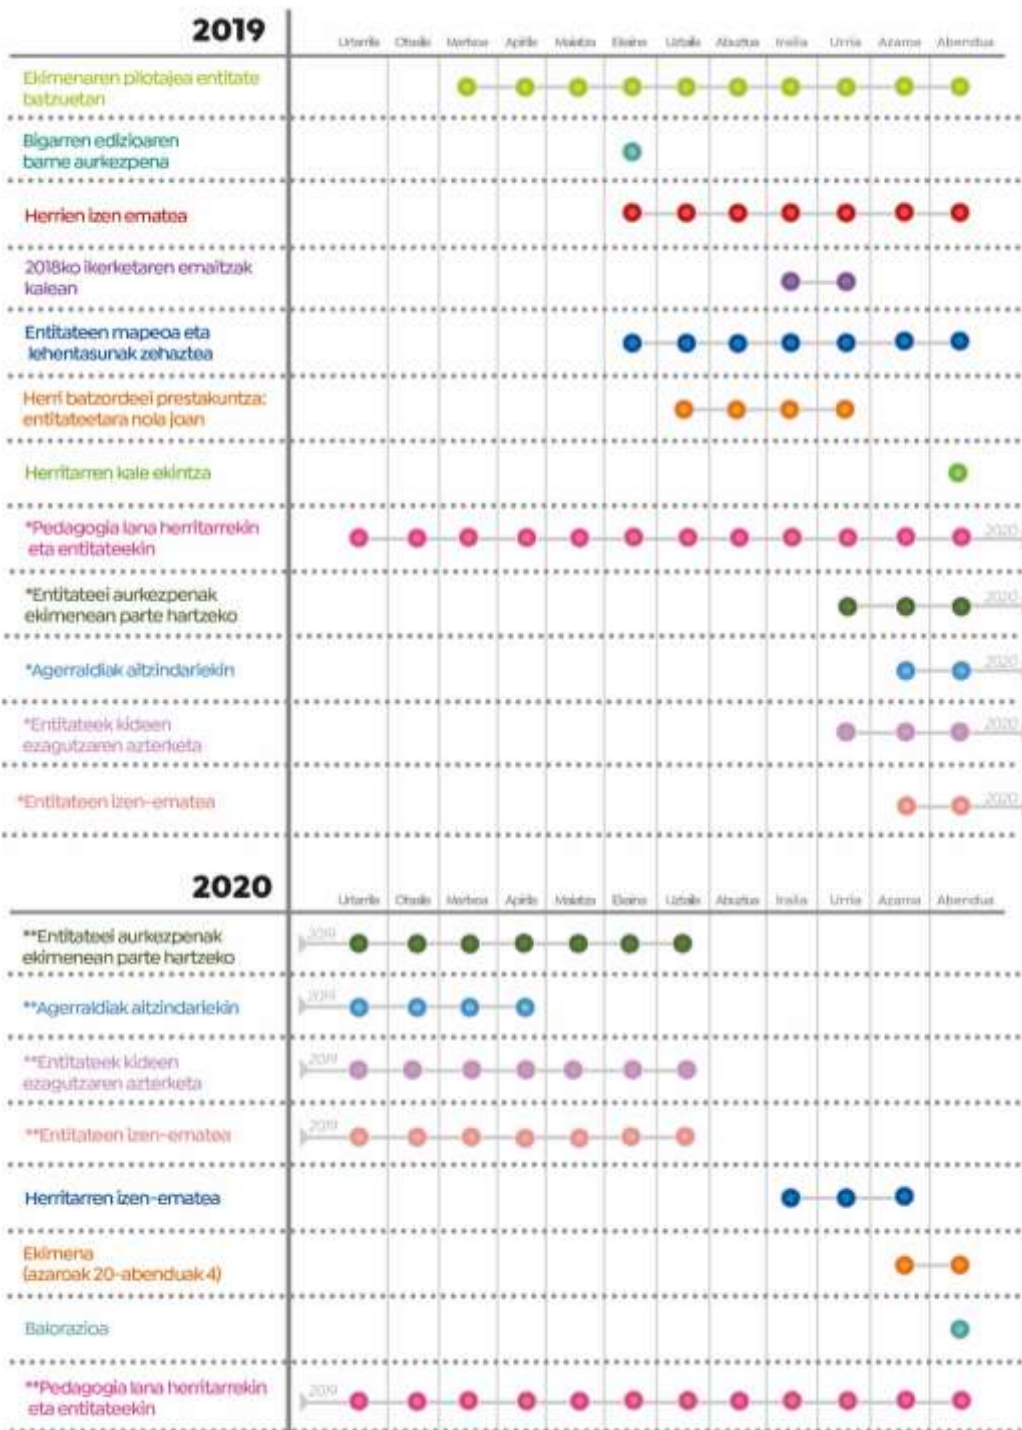 2019
Urtarrila Otsaila Martxoa Apirila Maiatza Ekaina Uztaila Abuztua Iraila Urria Azaroa Abendua
Ekimenaren pilotajea entitate
batzuetan
Bigarren edizioaren
barne aurkezpena
Herrien izen ematea
2018ko ikerketaren emaitzak
kalean
Entitateen mapeoa eta
lehentasunak zehaztea
Herri batzordeei prestakuntza:
entitateetara nola joan
Herritarren kale ekintza
*Pedagogia lana herritarrekin
eta entitateekin
2020
*Entitateei aurkezpenak
ekimenean parte hartzeko
2020
*Agerraldiak aitzindariekin
2020
*Entitateek kideen
ezagutzaren azterketa
2020
*Entitateen izen-ematea
2020
2020
Urtarrila Otsaila Martxoa Apirila Maiatza Ekaina Uztaila Abuztua Iraila Urria Azaroa Abendua
**Entitateei aurkezpenak
ekimenean parte hartzeko
2019
**Agerraldiak aitzindariekin
2019
**Entitateek kideen
ezagutzaren azterketa
2019
**Entitateen izen-ematea
2019
Herritarren izen-ematea
Ekimena
(azaroak 20-abenduak 4)
Balorazioa
**Pedagogia lana herritarrekin
eta entitateekin
2019